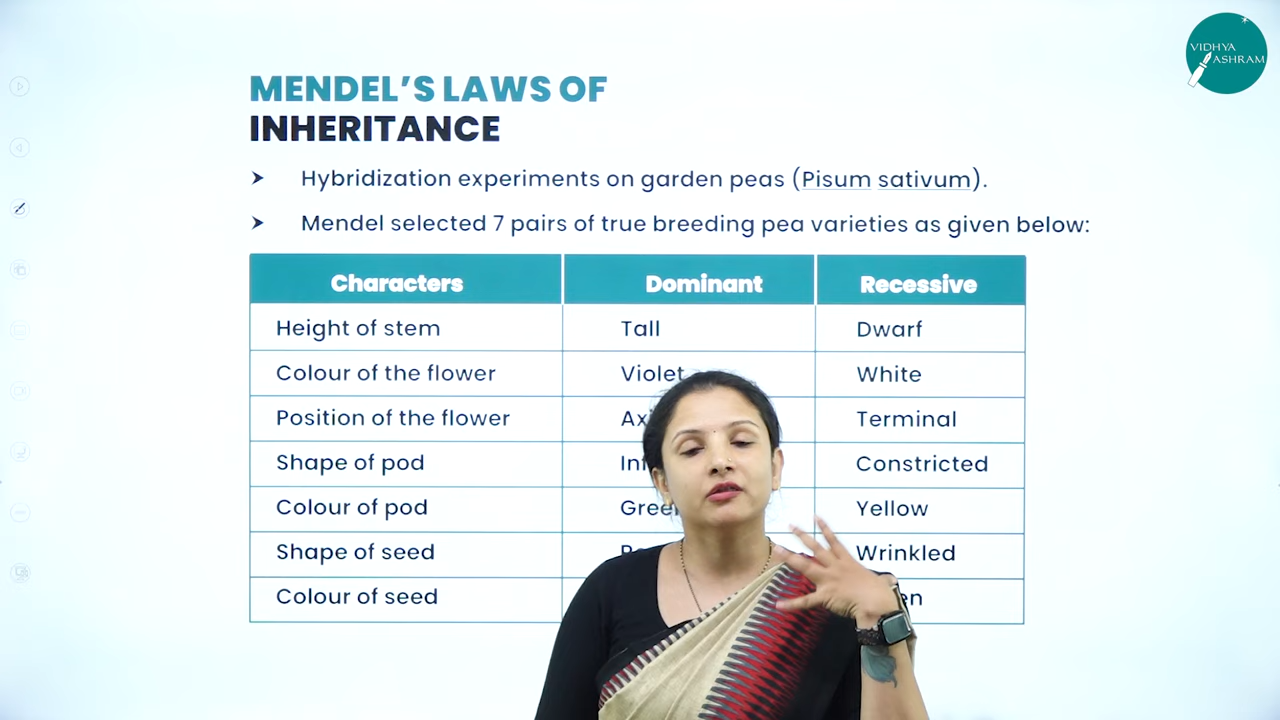 VIDHYA
ASHRAM
MENDEL'S LAWS OF
INHERITANCE
➤ Hybridization experiments on garden peas (Pisum sativum).
➤ Mendel selected 7 pairs of true breeding pea varieties as given below:
Characters Dominant Recessive
Height of stem Tall Dwarf
Colour of the flower Violet White
Position of the flower Terminal
Shape of pod Constricted
Colour of pod Green Yellow
Shape of seed Wrinkled
Colour of seed